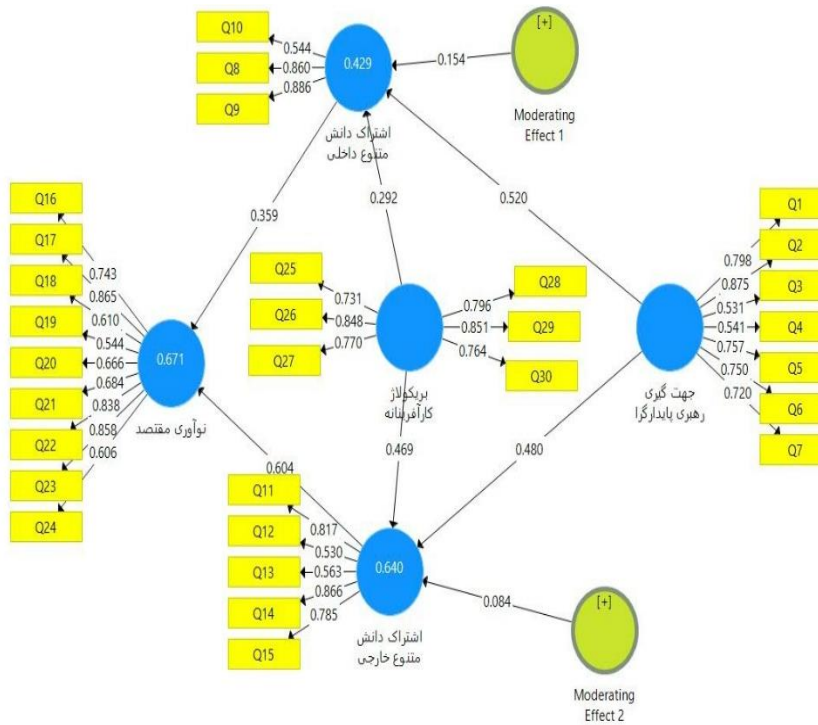 Q10
Q8
Q9
0.544
0.860
0.886
0.429
اشتراک دانش
متنوع داخلی
0.154
[+]
Moderating
Effect 1
0.359
0.292
0.520
Q16
Q17
Q18
Q19
Q20
Q21
Q22
Q23
Q24
0.743
0.865
0.610
0.544
0.666
0.684
0.838
0.858
0.606
0.671
نوآوری مقتصد
Q25
Q26
Q27
0.731
0.848
0.770
بریکولاژ
کارآفرینانه
0.796
0.851
0.764
Q28
Q29
Q30
جهت گیری
رهبری پایدارگرا
0.798
0.875
0.531
0.541
0.757
0.750
0.720
Q1
Q2
Q3
Q4
Q5
Q6
Q7
0.604
0.469
0.480
Q11
Q12
Q13
Q14
Q15
0.817
0.530
0.563
0.866
0.785
0.640
اشتراک دانش
متنوع خارجی
0.084
[+]
Moderating
Effect 2